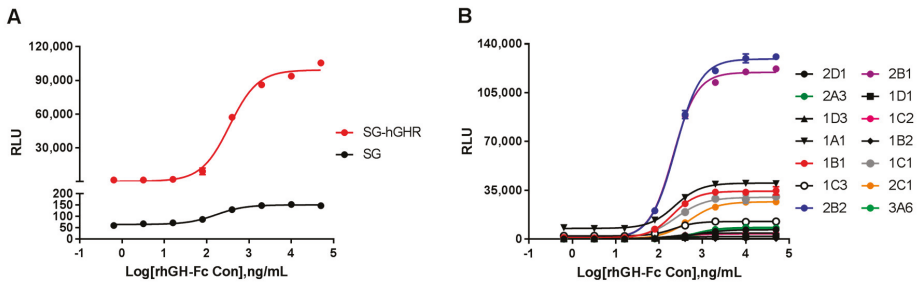 A
B
120,000
90,000
60,000
30,000
200
150
100
50
0
RLU
-1 0 1 2 3 4 5
Log[rhGH-Fc Con],ng/mL
SG-hGHR
SG
140,000
105,000
70,000
35,000
0
RLU
-1 0 1 2 3 4 5
Log[rhGH-Fc Con],ng/mL
2D1 2B1
2A3 1D1
1D3 1C2
1A1 1B2
1B1 1C1
1C3 2C1
2B2 3A6